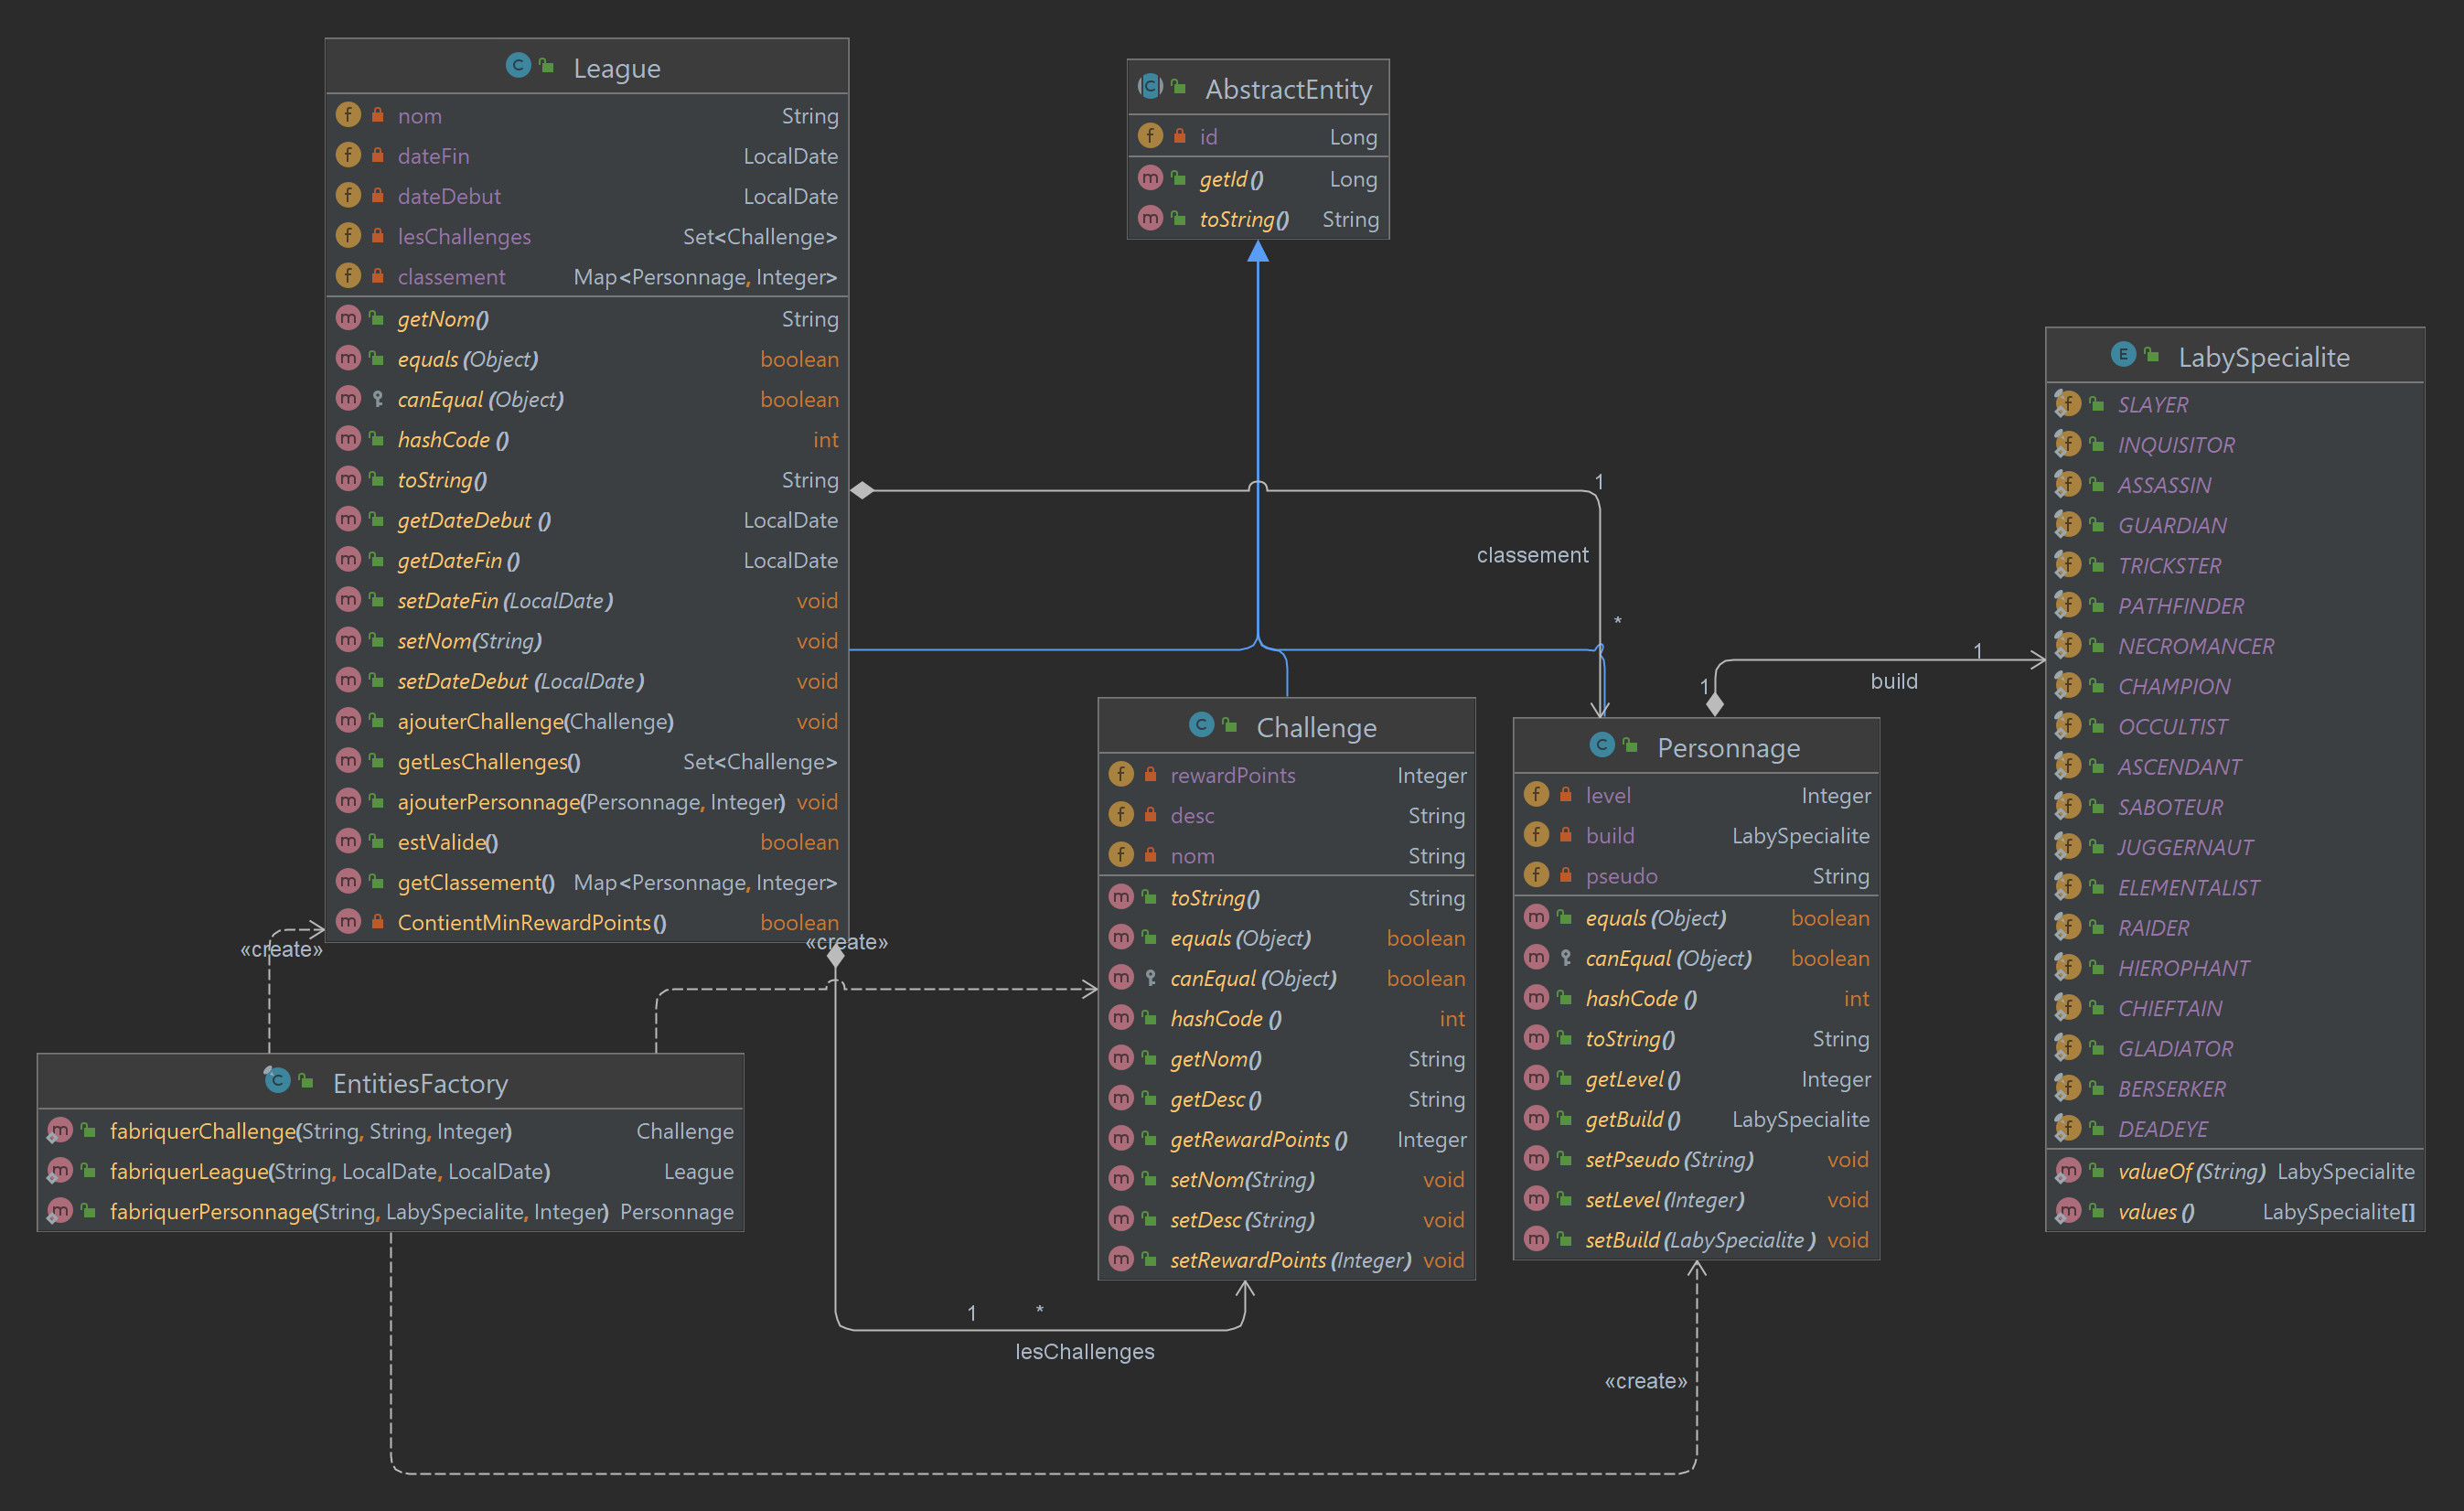 League
nom String
dateFin LocalDate
dateDebut LocalDate
lesChallenges Set<Challenge>
classement Map<Personnage, Integer>
getNom() String
equals(Object) boolean
canEqual(Object) boolean
hashCode() int
toString() String
getDateDebut() LocalDate
getDateFin() LocalDate
setDateFin(LocalDate) void
setNom(String) void
setDateDebut(LocalDate) void
ajouterChallenge(Challenge) void
getLesChallenges() Set<Challenge>
ajouterPersonnage(Personnage, Integer) void
estValide() boolean
getClassement() Map<Personnage, Integer>
ContientMinRewardPoints() boolean
AbstractEntity
id Long
getId() Long
toString() String
LabySpecialite
SLAYER
INQUISITOR
ASSASSIN
GUARDIAN
TRICKSTER
PATHFINDER
NECROMANCER
CHAMPION
OCCULTIST
ASCENDANT
SABOTEUR
JUGGERNAUT
ELEMENTALIST
RAIDER
HIEROPHANT
CHIEFTAIN
GLADIATOR
BERSERKER
DEADEYE
valueOf(String) LabySpecialite
values() LabySpecialite[]
1
classement
*
1
build
1
Challenge
rewardPoints Integer
desc String
nom String
toString() String
equals(Object) boolean
canEqual(Object) boolean
hashCode() int
getNom() String
getDesc() String
getRewardPoints() Integer
setNom(String) void
setDesc(String) void
setRewardPoints(Integer) void
Personnage
level Integer
build LabySpecialite
pseudo String
equals(Object) boolean
canEqual(Object) boolean
hashCode() int
toString() String
getLevel() Integer
getBuild() LabySpecialite
setPseudo(String) void
setLevel(Integer) void
setBuild(LabySpecialite) void
«create»
«create»
EntitiesFactory
fabriquerChallenge(String, String, Integer) Challenge
fabriquerLeague(String, LocalDate, LocalDate) League
fabriquerPersonnage(String, LabySpecialite, Integer) Personnage
1 *
lesChallenges
«create»